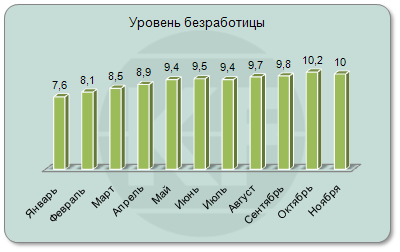 Уровень безработицы
7,6 8,1 8,5 8,9 9,4 9,5 9,4 9,7 9,8 10,2 10
Январь Февраль Март Апрель Май Июнь Июль Август Сентябрь Октябрь Ноября